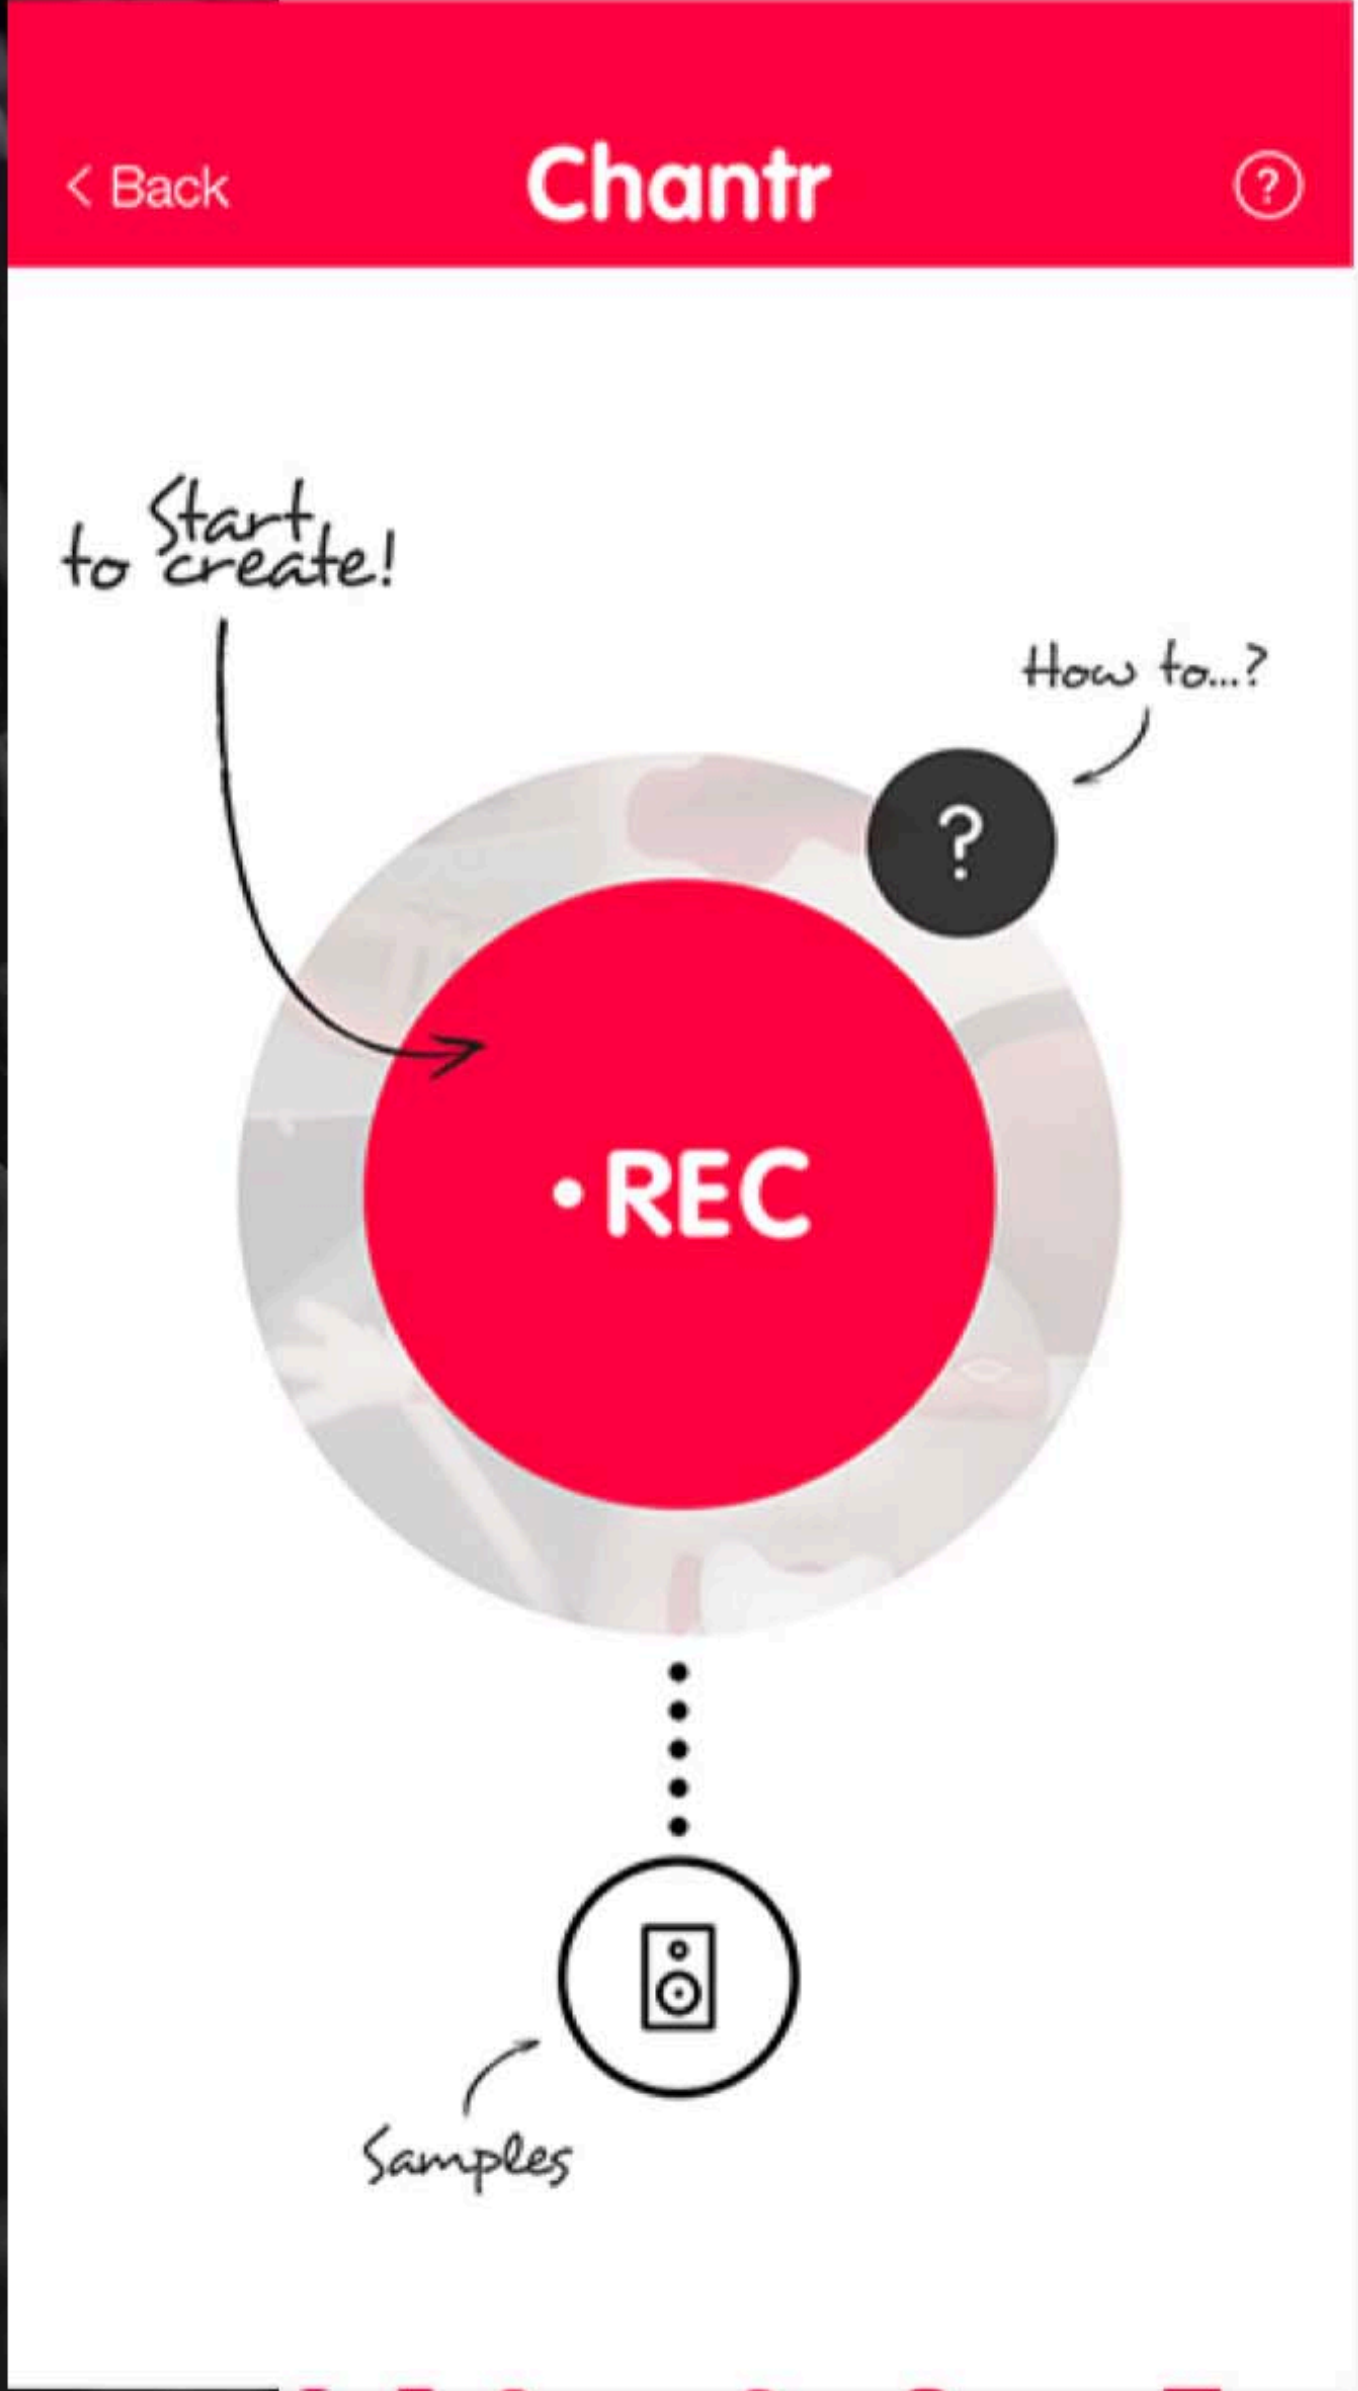 < Back
Chantr
?
Start
to create!
How to...?
?
• REC
Samples